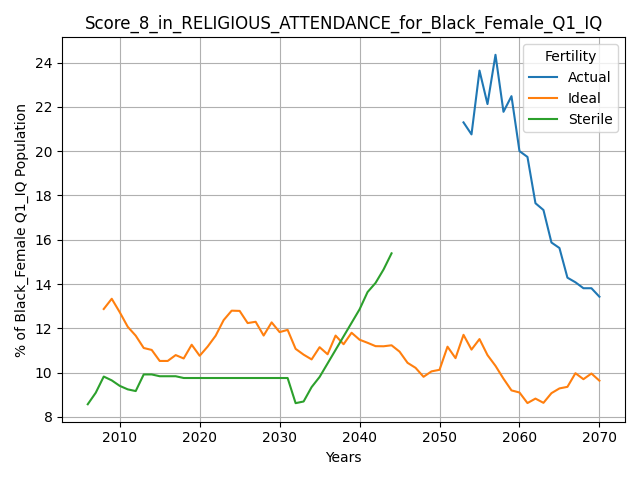 Score_8_in_RELIGIOUS_ATTENDANCE_for_Black_Female_Q1_IQ
% of Black_Female Q1_IQ Population
24
22
20
18
16
14
12
10
8
Fertility
Actual
Ideal
Sterile
2010 2020 2030 2040 2050 2060 2070
Years